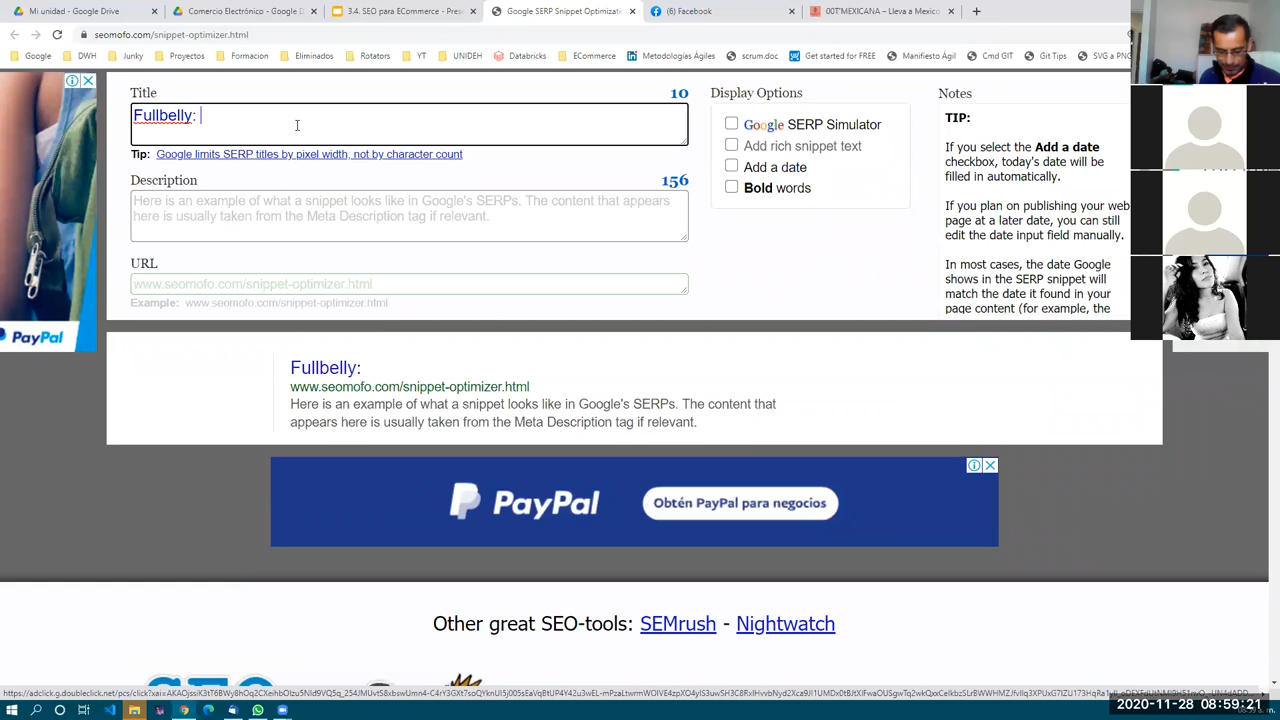 Mi unidad - Google Drive
Comercio Electrónico - Google D
3.4. SEO para ECommerce - Pres
Google SERP Snippet Optimizati
(6) Facebook
00T'MEXICANA – Lleva a Mexico
seomofo.com/snippet-optimizer.html
Google
DWH
Junky
Proyectos
Formacion
Eliminados
Rotators
YT
UNIDEH
Databricks
ECommerce
Metodologías Ágiles
scrum.doc
Get started for FREE
Manifiesto Ágil
Cmd GIT
Git Tips
SVG a PN
Title
10
Fullbelly:
Tip: Google limits SERP titles by pixel width, not by character count
Description
156
Here is an example of what a snippet looks like in Google's SERPs. The content that appears
here is usually taken from the Meta Description tag if relevant.
URL
www.seomofo.com/snippet-optimizer.html
Example: www.seomofo.com/snippet-optimizer.html
Display Options
Google SERP Simulator
Add rich snippet text
Add a date
Bold words
Notes
TIP:
If you select the Add a date
checkbox, today's date will be
filled in automatically.
If you plan on publishing your web
page at a later date, you can still
edit the date input field manually.
In most cases, the date Google
shows in the SERP snippet will
match the date it found in your
page content (for example, the
PayPal
Fullbelly:
www.seomofo.com/snippet-optimizer.html
Here is an example of what a snippet looks like in Google's SERPs. The content that
appears here is usually taken from the Meta Description tag if relevant.
PayPal
Obtén PayPal para negocios
Other great SEO-tools: SEMrush - Nightwatch
2020-11-28 08:59:21